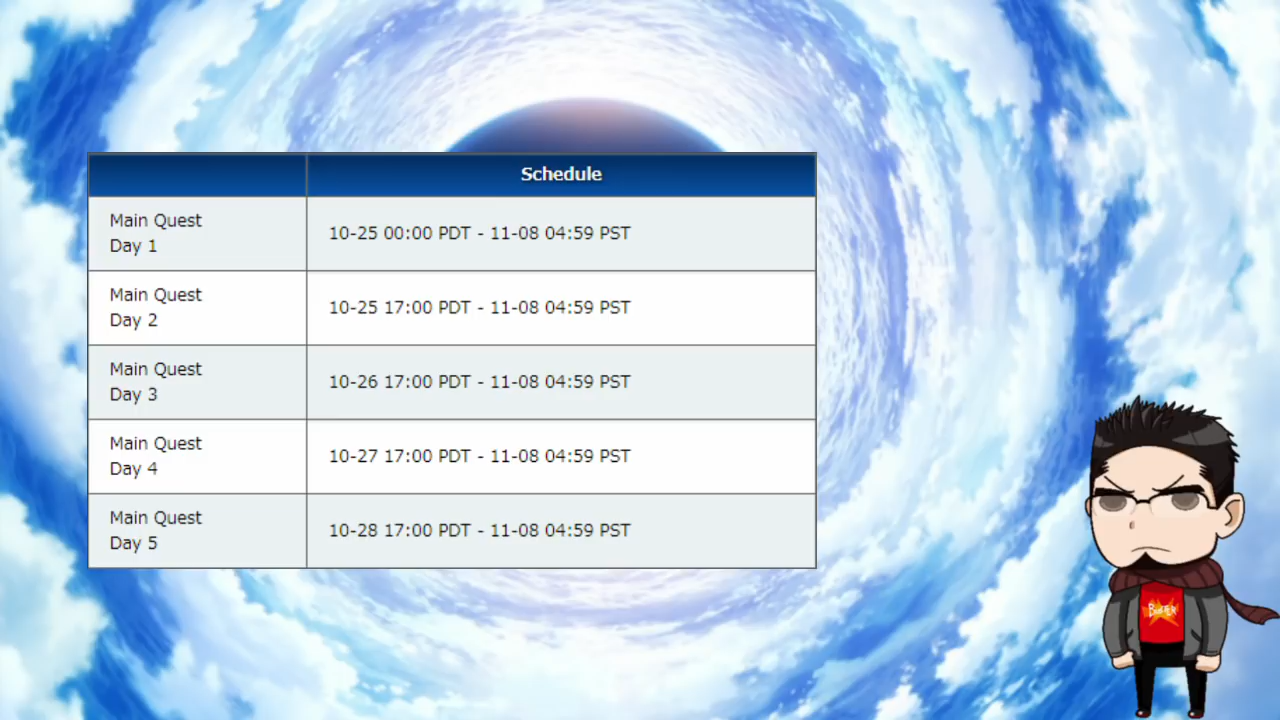 Schedule
Main Quest
Day 1
10-25 00:00 PDT - 11-08 04:59 PST
Main Quest
Day 2
10-25 17:00 PDT - 11-08 04:59 PST
Main Quest
Day 3
10-26 17:00 PDT - 11-08 04:59 PST
Main Quest
Day 4
10-27 17:00 PDT - 11-08 04:59 PST
Main Quest
Day 5
10-28 17:00 PDT - 11-08 04:59 PST